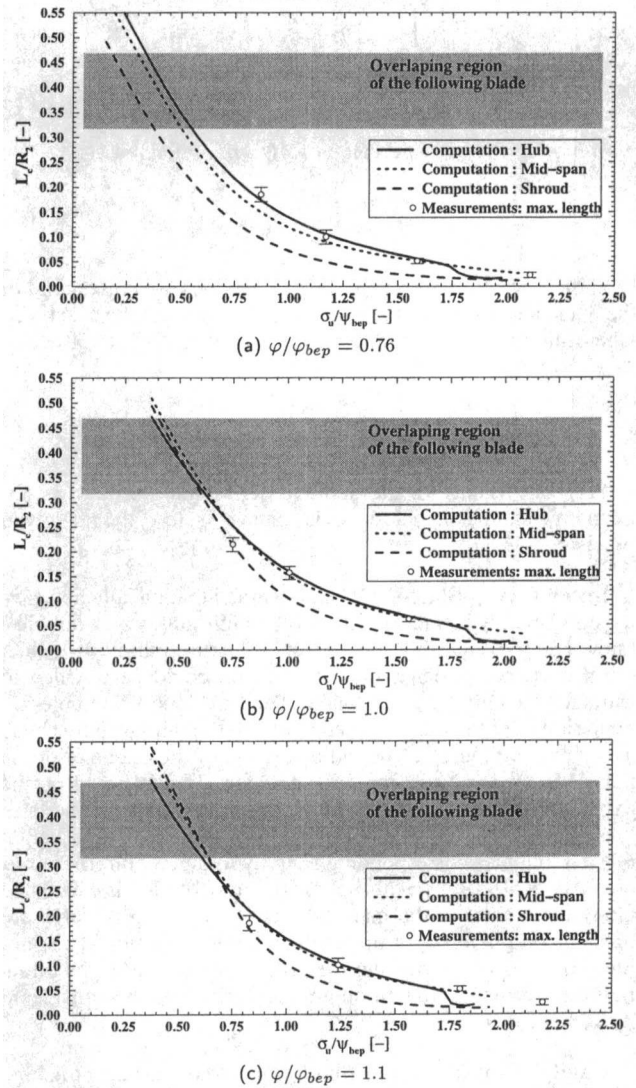 0.55
0.50
0.45
0.40
0.35
0.30
0.25
0.20
0.15
0.10
0.05
0.00
L_c/R_2 [–]
Overlaping region
of the following blade
Computation : Hub
Computation : Mid–span
Computation : Shroud
Measurements: max. length
0.00 0.25 0.50 0.75 1.00 1.25 1.50 1.75 2.00 2.25 2.50
σ_u/ψ_bep [–]
(a) φ/φ_bep = 0.76
0.55
0.50
0.45
0.40
0.35
0.30
0.25
0.20
0.15
0.10
0.05
0.00
L_c/R_2 [–]
Overlaping region
of the following blade
Computation : Hub
Computation : Mid–span
Computation : Shroud
Measurements: max. length
0.00 0.25 0.50 0.75 1.00 1.25 1.50 1.75 2.00 2.25 2.50
σ_u/ψ_bep [–]
(b) φ/φ_bep = 1.0
0.55
0.50
0.45
0.40
0.35
0.30
0.25
0.20
0.15
0.10
0.05
0.00
L_c/R_2 [–]
Overlaping region
of the following blade
Computation : Hub
Computation : Mid–span
Computation : Shroud
Measurements: max. length
0.00 0.25 0.50 0.75 1.00 1.25 1.50 1.75 2.00 2.25 2.50
σ_u/ψ_bep [–]
(c) φ/φ_bep = 1.1